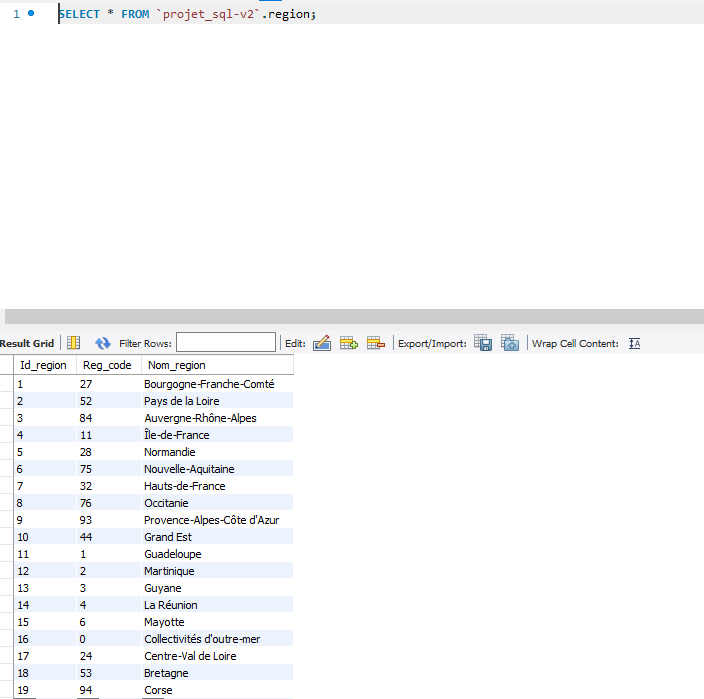 1 SELECT * FROM `projet_sql-v2`.region;
Result Grid Filter Rows: Edit: Export/Import: Wrap Cell Content: IA
Id_region Reg_code Nom_region
1 27 Bourgogne-Franche-Comté
2 52 Pays de la Loire
3 84 Auvergne-Rhône-Alpes
4 11 Île-de-France
5 28 Normandie
6 75 Nouvelle-Aquitaine
7 32 Hauts-de-France
8 76 Occitanie
9 93 Provence-Alpes-Côte d'Azur
10 44 Grand Est
11 1 Guadeloupe
12 2 Martinique
13 3 Guyane
14 4 La Réunion
15 6 Mayotte
16 0 Collectivités d'outre-mer
17 24 Centre-Val de Loire
18 53 Bretagne
19 94 Corse